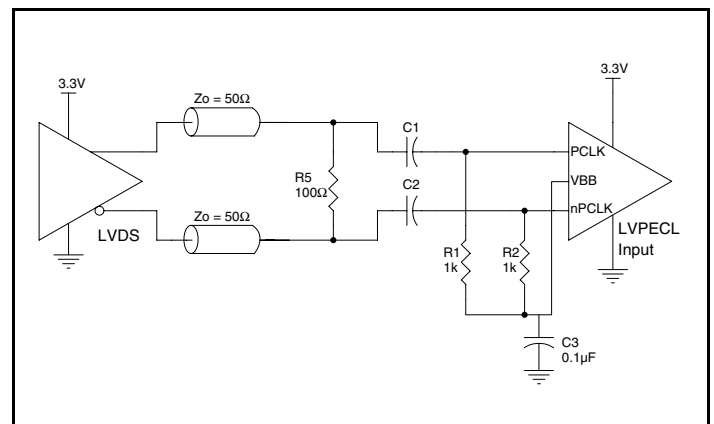 3.3V
3.3V
Zo = 50Ω
C1
PCLK
R5
100Ω
VBB
C2
nPCLK
Zo = 50Ω
LVDS
LVPECL
Input
R1
1k
R2
1k
C3
0.1µF